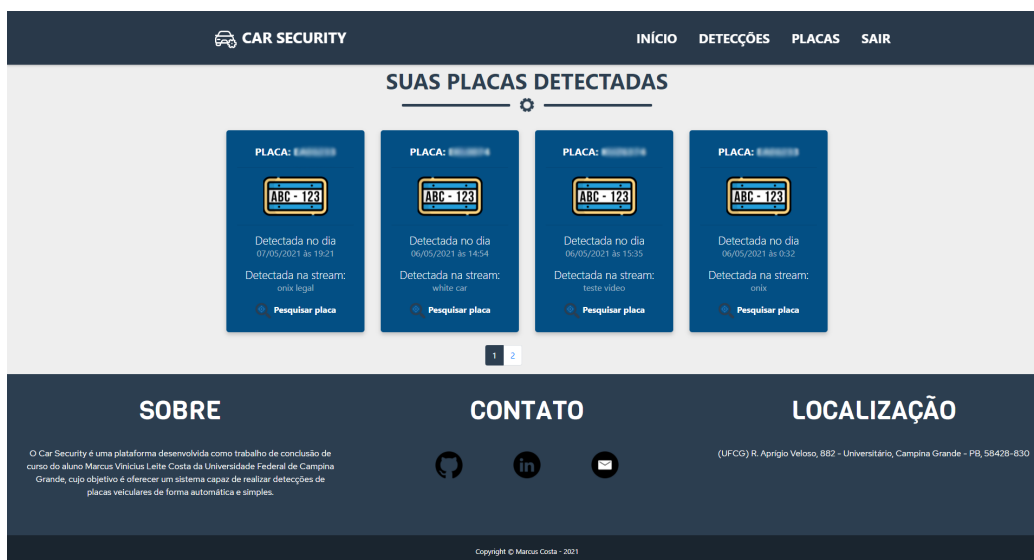 CAR SECURITY
INÍCIO DETECÇÕES PLACAS SAIR
SUAS PLACAS DETECTADAS
PLACA:
ABC - 123
Detectada no dia
07/05/2021 às 19:21
Detectada na stream:
onix legal
Pesquisar placa
PLACA:
ABC - 123
Detectada no dia
06/05/2021 às 14:54
Detectada na stream:
white car
Pesquisar placa
PLACA:
ABC - 123
Detectada no dia
06/05/2021 às 15:35
Detectada na stream:
teste vídeo
Pesquisar placa
PLACA:
ABC - 123
Detectada no dia
06/05/2021 às 0:32
Detectada na stream:
onix
Pesquisar placa
1 2
SOBRE
O Car Security é uma plataforma desenvolvida como trabalho de conclusão de
curso do aluno Marcus Vinicius Leite Costa da Universidade Federal de Campina
Grande, cujo objetivo é oferecer um sistema capaz de realizar detecções de
placas veiculares de forma automática e simples.
CONTATO
in
LOCALIZAÇÃO
(UFCG) R. Aprígio Veloso, 882 - Universitário, Campina Grande - PB, 58428-830
Copyright © Marcus Costa - 2021